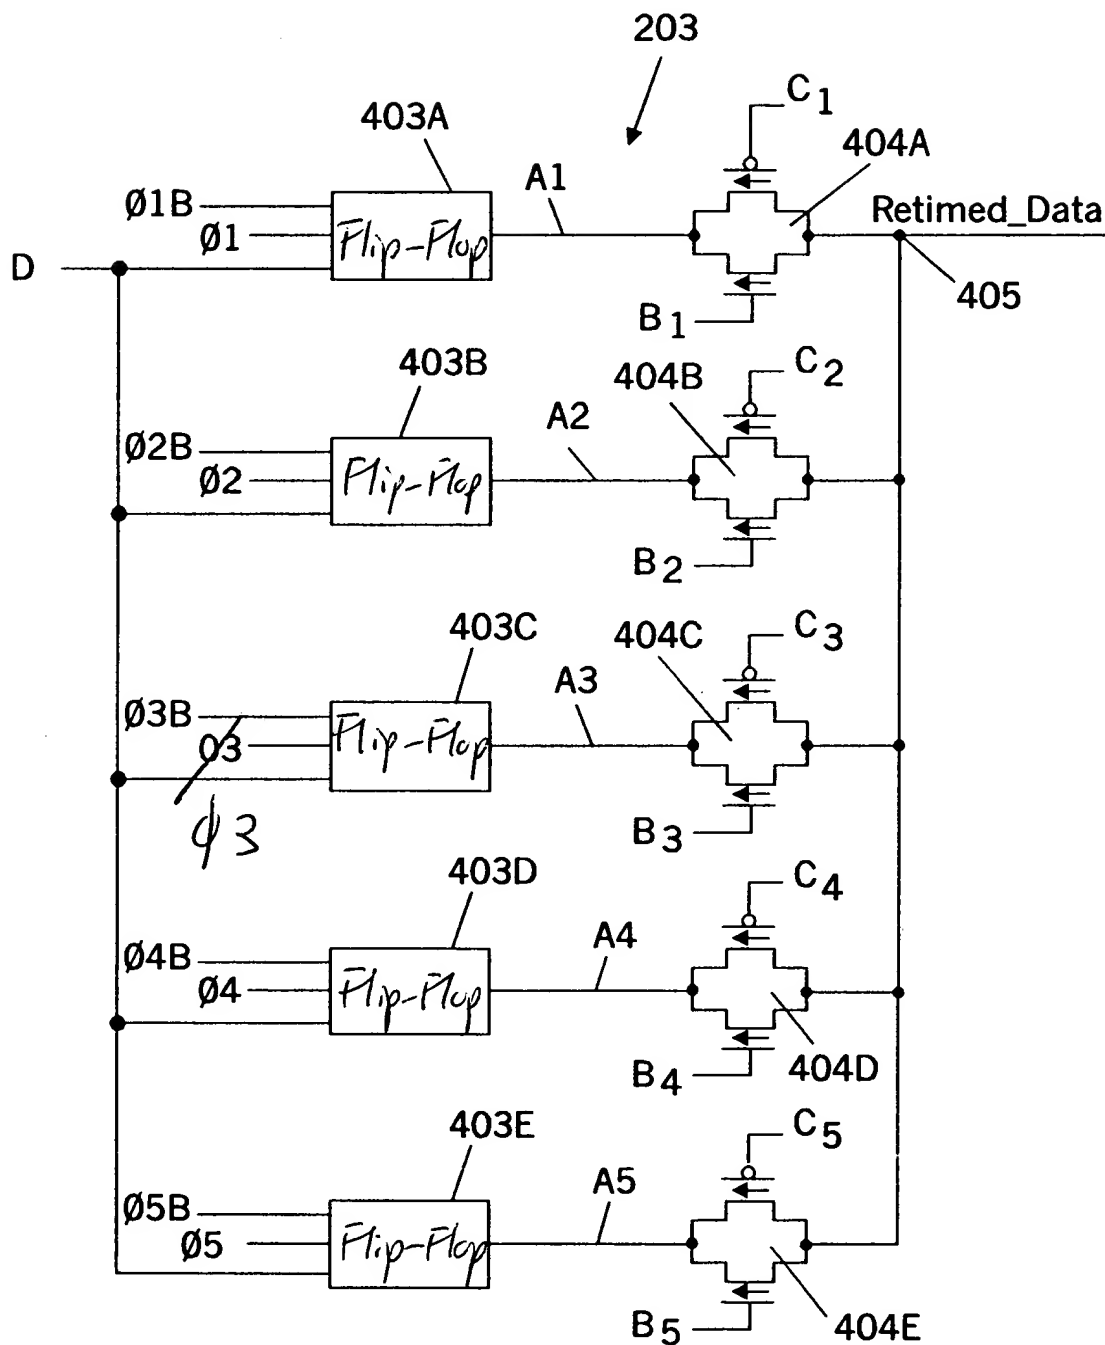 203
C1
403A
404A
A1
Ø1B
Retimed_Data
Ø1
Flip-Flop
D
405
B1
403B
404B
C2
A2
Ø2B
Ø2
Flip-Flop
B2
403C
404C
C3
A3
Ø3B
03
Flip-Flop
ϕ3
B3
403D
C4
A4
Ø4B
Ø4
Flip-Flop
B4
404D
403E
C5
A5
Ø5B
Ø5
Flip-Flop
B5
404E